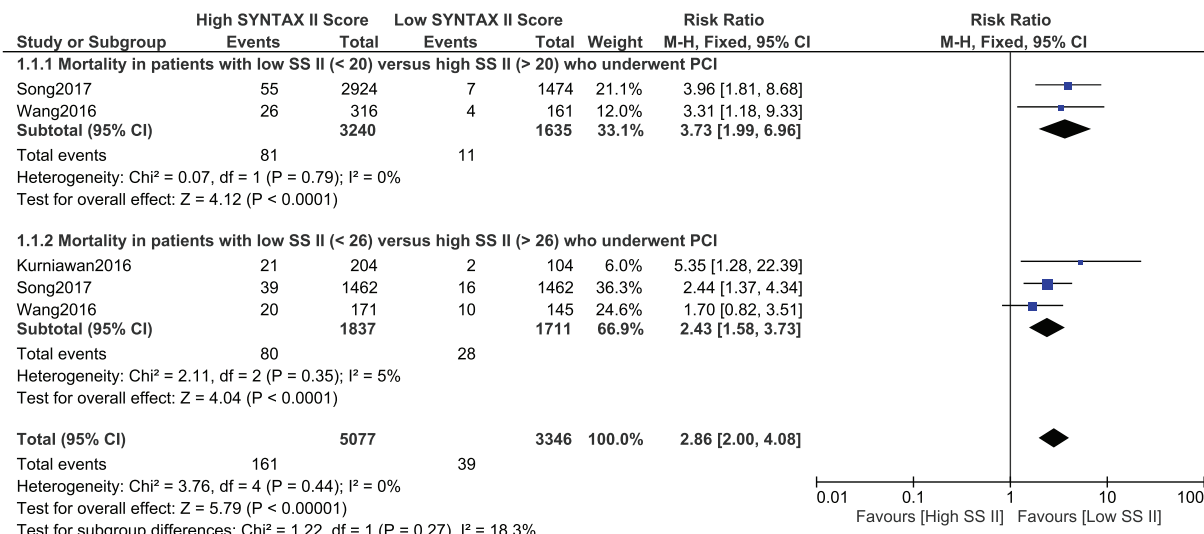 High SYNTAX II Score Low SYNTAX II Score Risk Ratio Risk Ratio
Study or Subgroup Events Total Events Total Weight M-H, Fixed, 95% CI M-H, Fixed, 95% CI
1.1.1 Mortality in patients with low SS II (< 20) versus high SS II (> 20) who underwent PCI
Song2017 55 2924 7 1474 21.1% 3.96 [1.81, 8.68]
Wang2016 26 316 4 161 12.0% 3.31 [1.18, 9.33]
Subtotal (95% CI) 3240 1635 33.1% 3.73 [1.99, 6.96]
Total events 81 11
Heterogeneity: Chi² = 0.07, df = 1 (P = 0.79); I² = 0%
Test for overall effect: Z = 4.12 (P < 0.0001)
1.1.2 Mortality in patients with low SS II (< 26) versus high SS II (> 26) who underwent PCI
Kurniawan2016 21 204 2 104 6.0% 5.35 [1.28, 22.39]
Song2017 39 1462 16 1462 36.3% 2.44 [1.37, 4.34]
Wang2016 20 171 10 145 24.6% 1.70 [0.82, 3.51]
Subtotal (95% CI) 1837 1711 66.9% 2.43 [1.58, 3.73]
Total events 80 28
Heterogeneity: Chi² = 2.11, df = 2 (P = 0.35); I² = 5%
Test for overall effect: Z = 4.04 (P < 0.0001)
Total (95% CI) 5077 3346 100.0% 2.86 [2.00, 4.08]
Total events 161 39
Heterogeneity: Chi² = 3.76, df = 4 (P = 0.44); I² = 0%
Test for overall effect: Z = 5.79 (P < 0.00001)
Test for subgroup differences: Chi² = 1.22, df = 1 (P = 0.27), I² = 18.3%
0.01 0.1 1 10 100
Favours [High SS II] Favours [Low SS II]